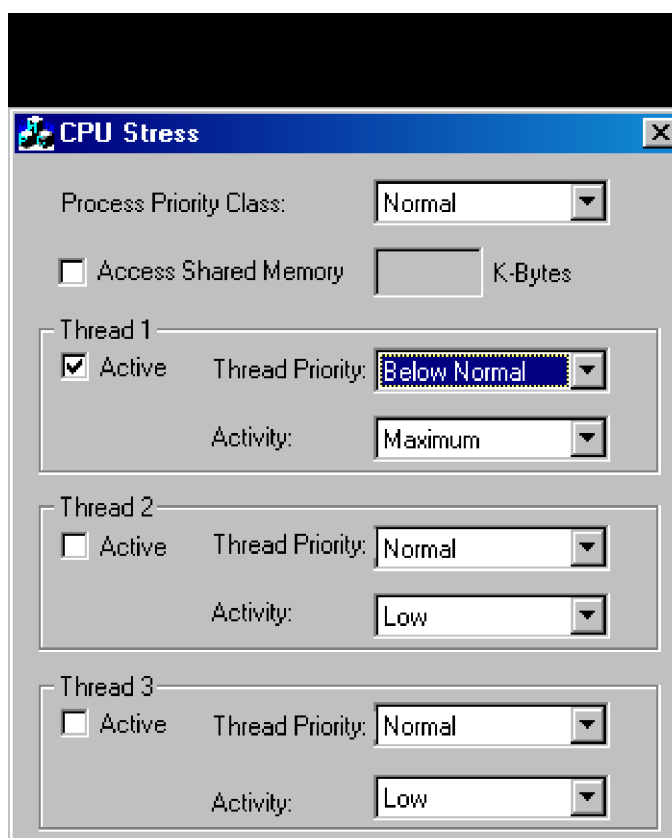 CPU Stress
Process Priority Class: Normal
Access Shared Memory K-Bytes
Thread 1
Active Thread Priority: Below Normal
Activity: Maximum
Thread 2
Active Thread Priority: Normal
Activity: Low
Thread 3
Active Thread Priority: Normal
Activity: Low